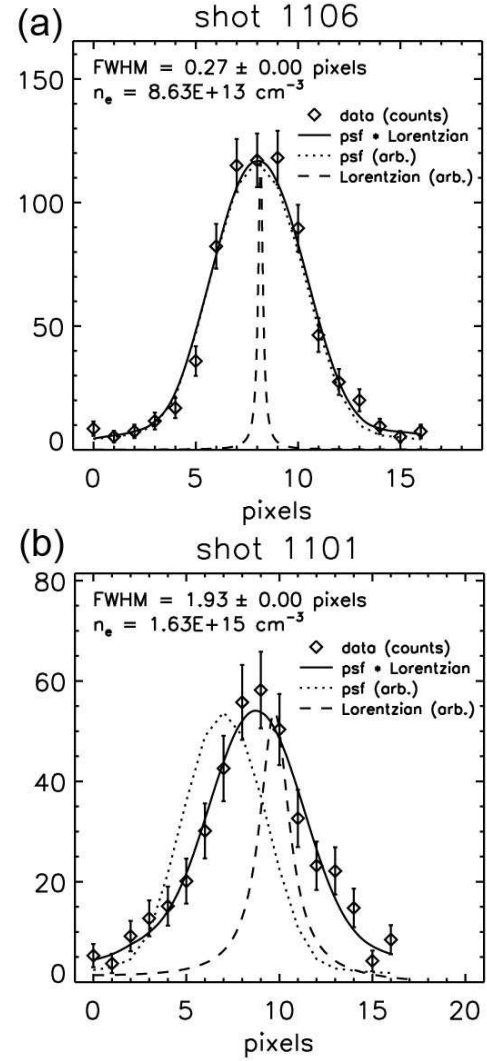 (a) shot 1106
FWHM = 0.27 ± 0.00 pixels
n_e = 8.63E+13 cm^-3
data (counts)
psf * Lorentzian
psf (arb.)
Lorentzian (arb.)
150
100
50
0
0 5 10 15
pixels
(b) shot 1101
FWHM = 1.93 ± 0.00 pixels
n_e = 1.63E+15 cm^-3
data (counts)
psf * Lorentzian
psf (arb.)
Lorentzian (arb.)
80
60
40
20
0
0 5 10 15 20
pixels